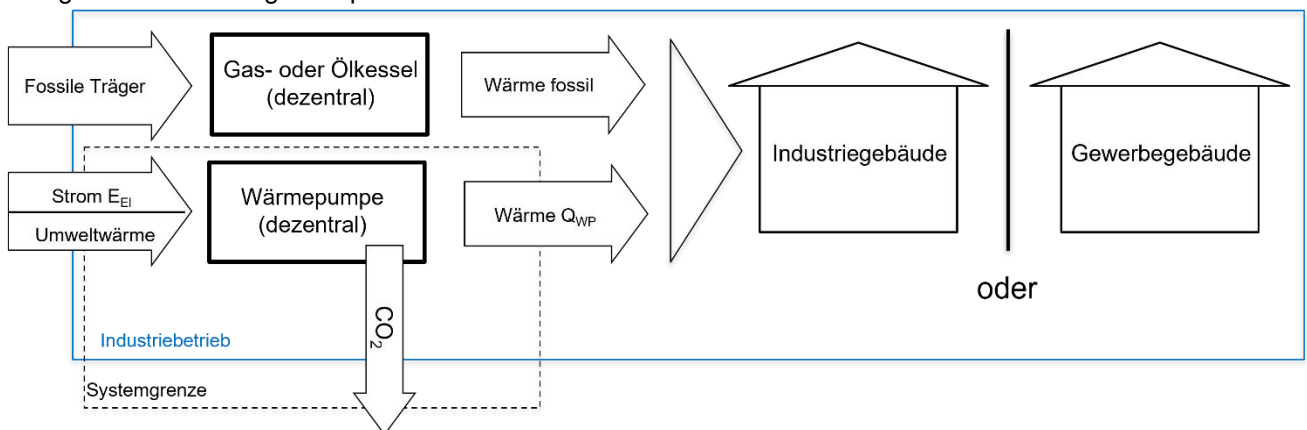 Fossile Träger
Gas- oder Ölkessel
(dezentral)
Wärme fossil
Industriegebäude
Gewerbegebäude
Strom E_El
Umweltwärme
Wärmepumpe
(dezentral)
Wärme Q_WP
oder
CO₂
Industriebetrieb
Systemgrenze